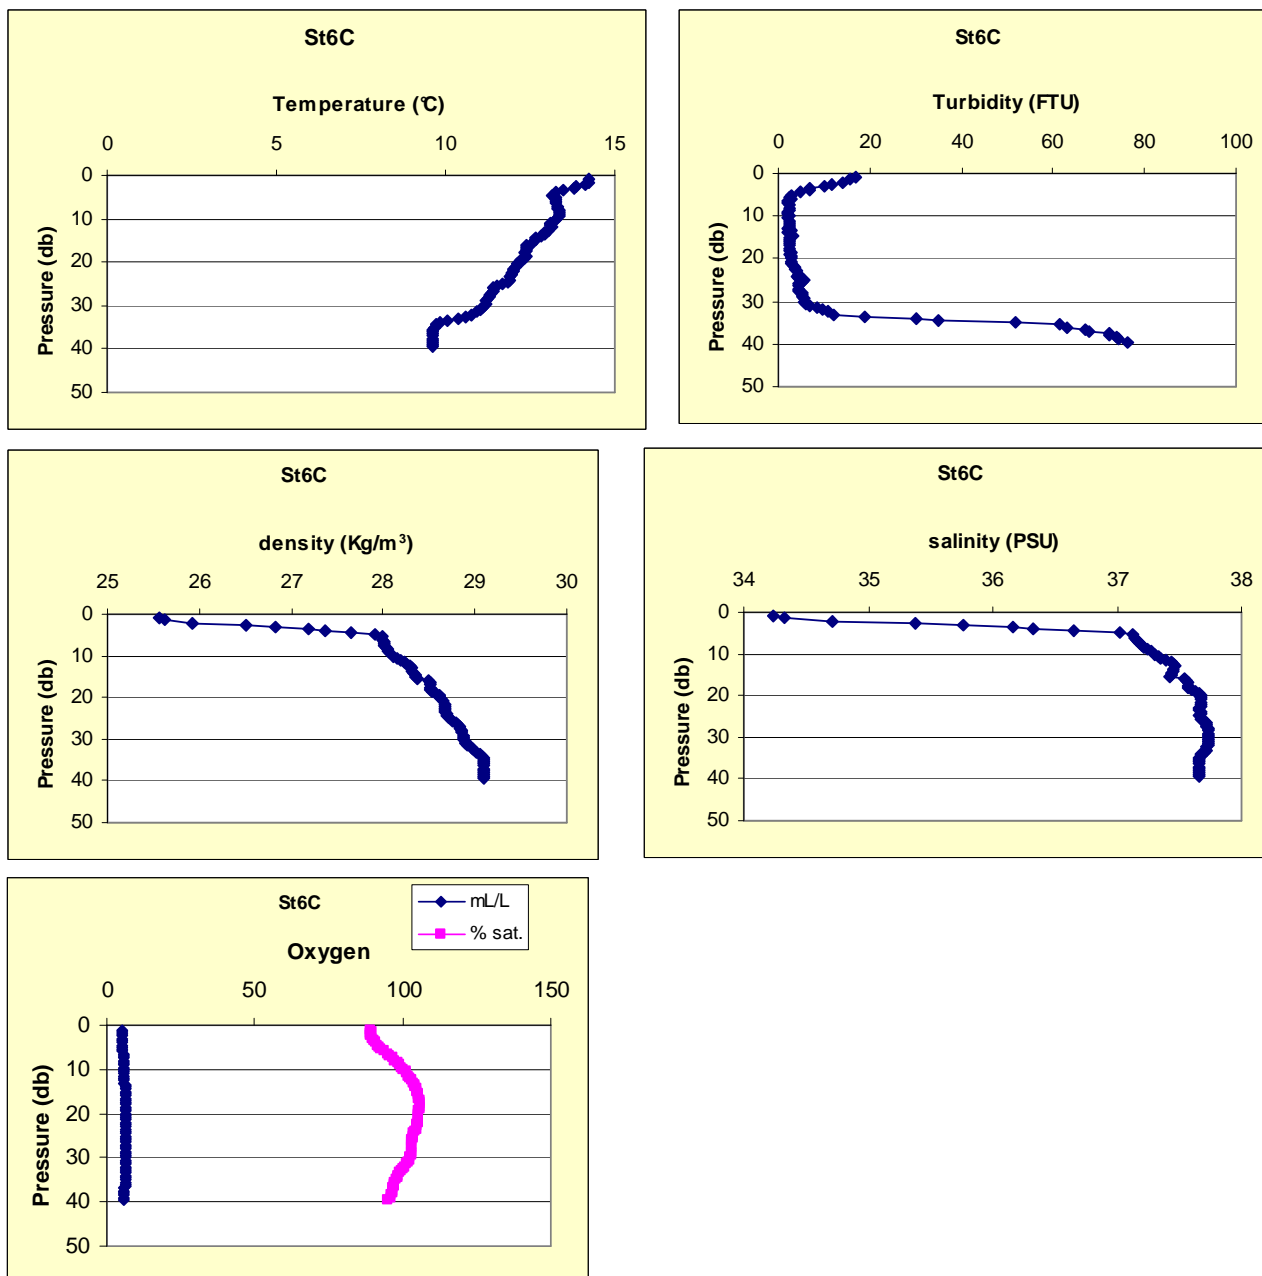 St6C
Temperature (°C)
0 5 10 15
0
10
20
30
40
50
Pressure (db)
St6C
Turbidity (FTU)
0 20 40 60 80 100
0
10
20
30
40
50
Pressure (db)
St6C
density (Kg/m³)
25 26 27 28 29 30
0
10
20
30
40
50
Pressure (db)
St6C
salinity (PSU)
34 35 36 37 38
0
10
20
30
40
50
Pressure (db)
St6C
mL/L
% sat.
Oxygen
0 50 100 150
0
10
20
30
40
50
Pressure (db)